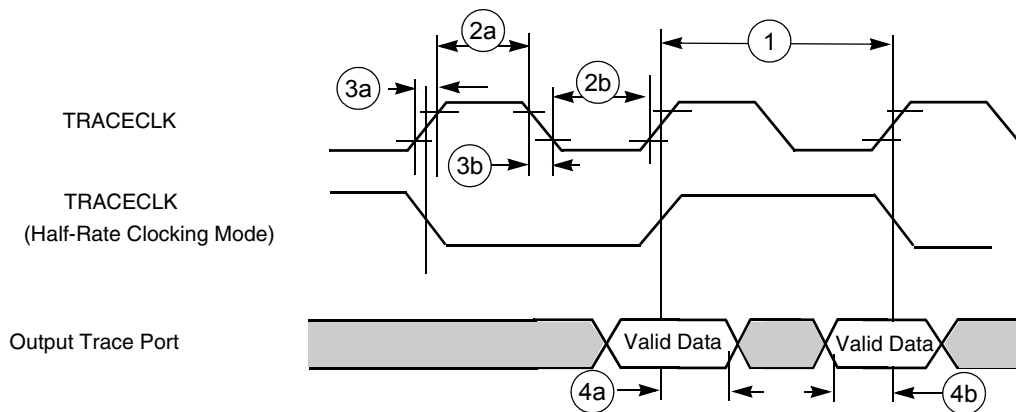 2a
1
3a
2b
TRACECLK
3b
TRACECLK
(Half-Rate Clocking Mode)
Output Trace Port
Valid Data
Valid Data
4a
4b